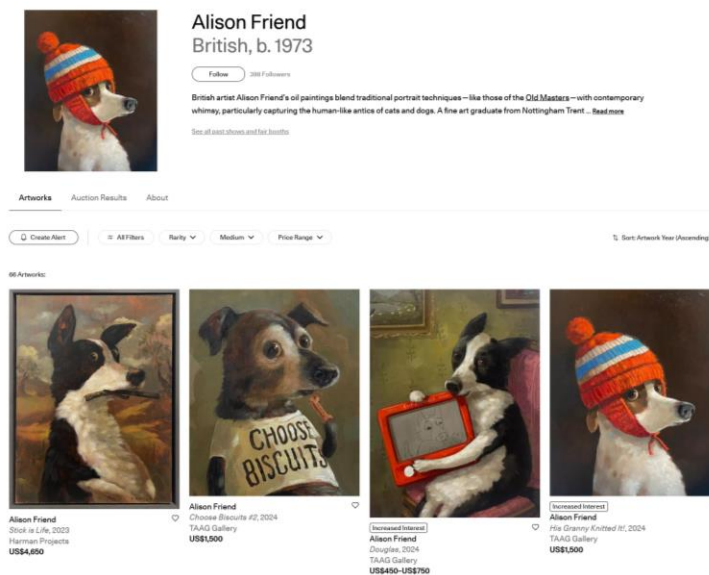 Alison Friend
British, b. 1973
Follow
388 Followers
British artist Alison Friend's oil paintings blend traditional portrait techniques—like those of the Old Masters—with contemporary
whimsy, particularly capturing the human-like antics of cats and dogs. A fine art graduate from Nottingham Trent ... Read more
See all past shows and fair booths
Artworks
Auction Results
About
Create Alert
All Filters
Rarity
Medium
Price Range
Sort: Artwork Year (Ascending
66 Artworks:
CHOOSE
BISCUITS
Alison Friend
Stick is Life, 2023
Harman Projects
US$4,650
Alison Friend
Choose Biscuits #2, 2024
TAAG Gallery
US$1,500
Increased Interest
Alison Friend
Douglas, 2024
TAAG Gallery
US$450–US$750
Increased Interest
Alison Friend
His Granny Knitted It!, 2024
TAAG Gallery
US$1,500